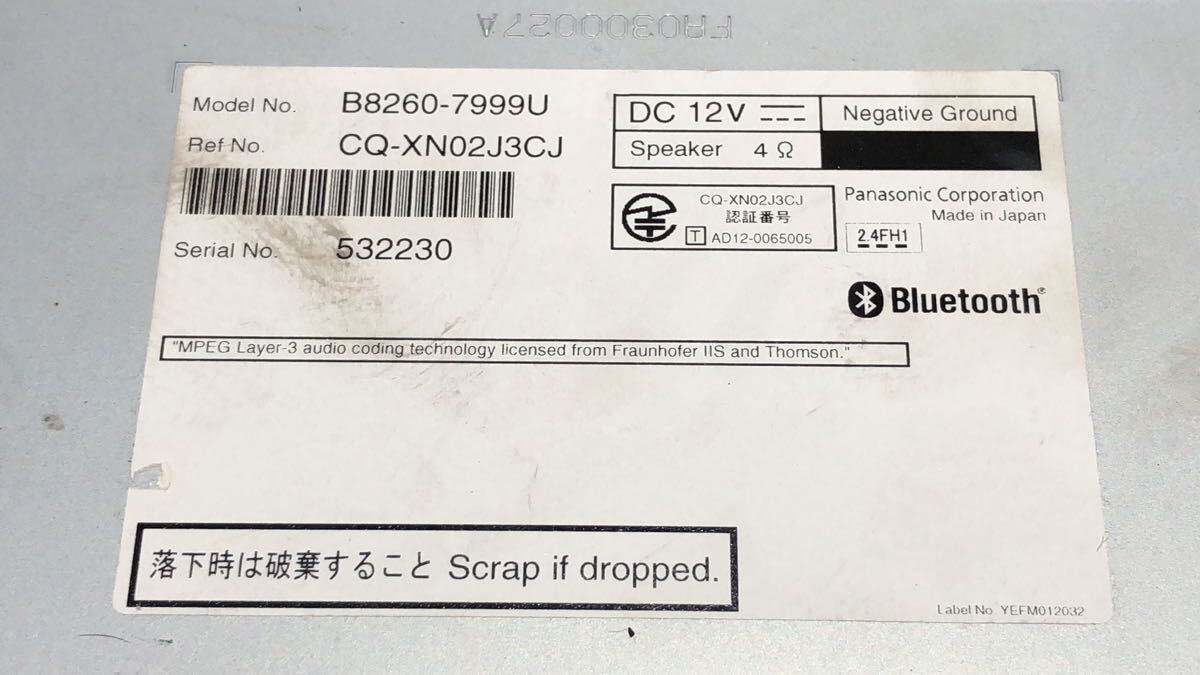 FA0300027A
Model No. B8260-7999U
Ref No. CQ-XN02J3CJ
Serial No. 532230
DC 12V Negative Ground
Speaker 4 Ω
CQ-XN02J3CJ
認証番号
T AD12-0065005
Panasonic Corporation
Made in Japan
2.4FH1
Bluetooth®
"MPEG Layer-3 audio coding technology licensed from Fraunhofer IIS and Thomson."
落下時は破棄すること Scrap if dropped.
Label No. YEFM012032